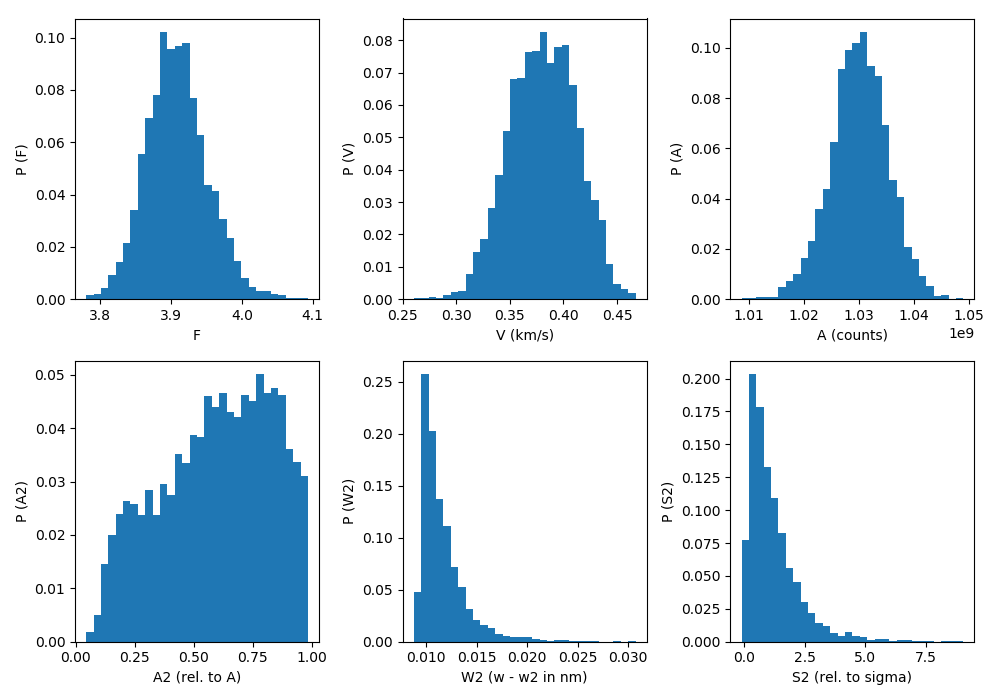 0.10
0.08
0.06
0.04
0.02
0.00
P (F)
3.8 3.9 4.0 4.1
F
0.08
0.07
0.06
0.05
0.04
0.03
0.02
0.01
0.00
P (V)
0.25 0.30 0.35 0.40 0.45
V (km/s)
0.10
0.08
0.06
0.04
0.02
0.00
P (A)
1.01 1.02 1.03 1.04 1.05
1e9
A (counts)
0.05
0.04
0.03
0.02
0.01
0.00
P (A2)
0.00 0.25 0.50 0.75 1.00
A2 (rel. to A)
0.25
0.20
0.15
0.10
0.05
0.00
P (W2)
0.010 0.015 0.020 0.025 0.030
W2 (w - w2 in nm)
0.200
0.175
0.150
0.125
0.100
0.075
0.050
0.025
0.000
P (S2)
0.0 2.5 5.0 7.5
S2 (rel. to sigma)